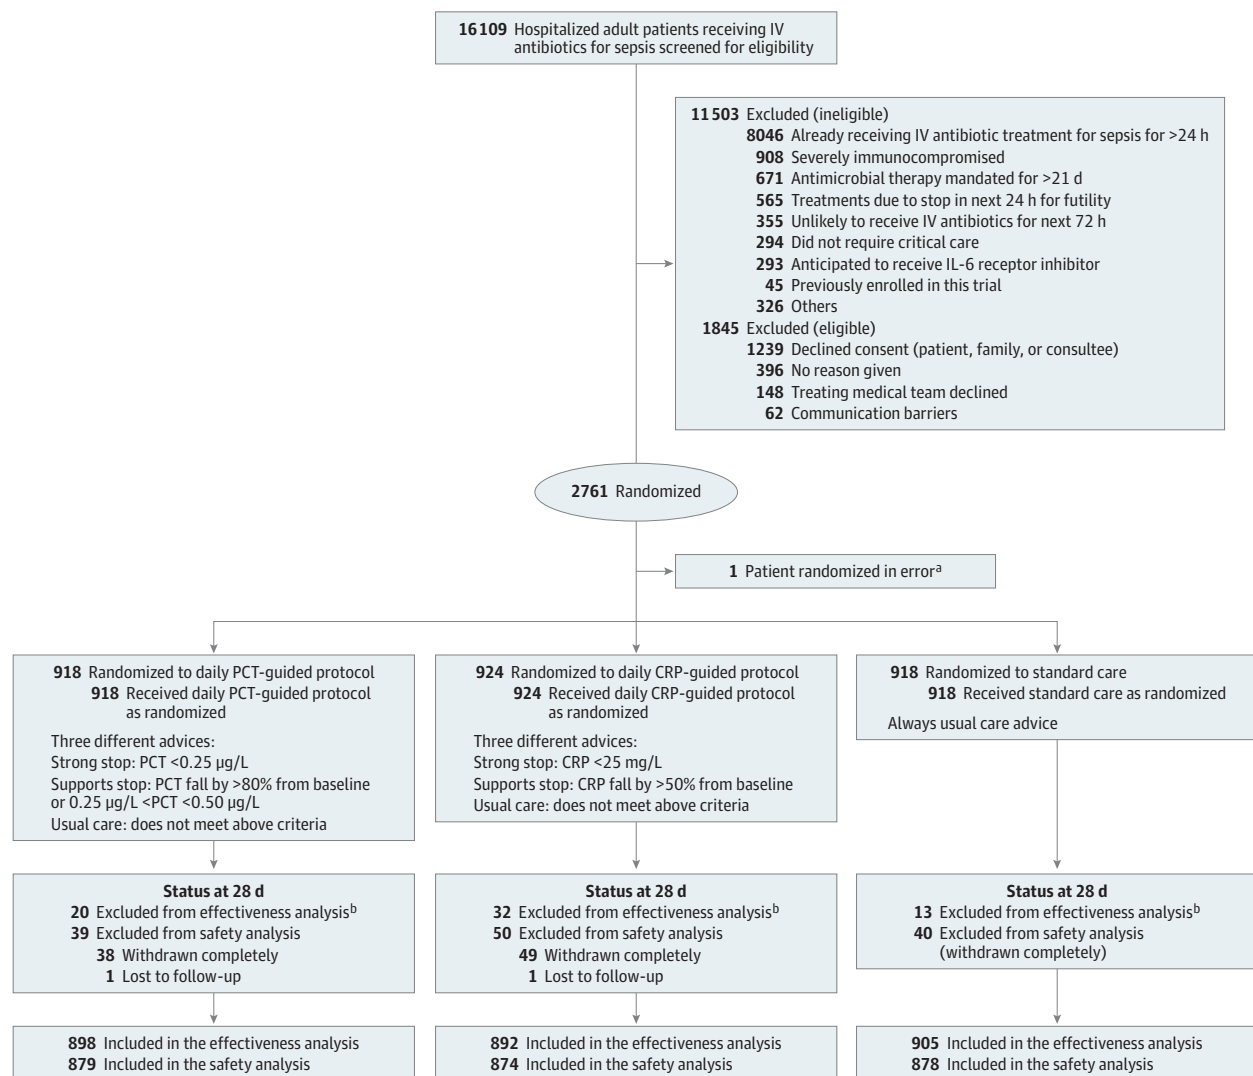 16109 Hospitalized adult patients receiving IV
antibiotics for sepsis screened for eligibility
11503 Excluded (ineligible)
8046 Already receiving IV antibiotic treatment for sepsis for >24 h
908 Severely immunocompromised
671 Antimicrobial therapy mandated for >21 d
565 Treatments due to stop in next 24 h for futility
355 Unlikely to receive IV antibiotics for next 72 h
294 Did not require critical care
293 Anticipated to receive IL-6 receptor inhibitor
45 Previously enrolled in this trial
326 Others
1845 Excluded (eligible)
1239 Declined consent (patient, family, or consultee)
396 No reason given
148 Treating medical team declined
62 Communication barriers
2761 Randomized
1 Patient randomized in errorᵃ
918 Randomized to daily PCT-guided protocol
918 Received daily PCT-guided protocol
as randomized
Three different advices:
Strong stop: PCT <0.25 µg/L
Supports stop: PCT fall by >80% from baseline
or 0.25 µg/L <PCT <0.50 µg/L
Usual care: does not meet above criteria
924 Randomized to daily CRP-guided protocol
924 Received daily CRP-guided protocol
as randomized
Three different advices:
Strong stop: CRP <25 mg/L
Supports stop: CRP fall by >50% from baseline
Usual care: does not meet above criteria
918 Randomized to standard care
918 Received standard care as randomized
Always usual care advice
Status at 28 d
20 Excluded from effectiveness analysisᵇ
39 Excluded from safety analysis
38 Withdrawn completely
1 Lost to follow-up
Status at 28 d
32 Excluded from effectiveness analysisᵇ
50 Excluded from safety analysis
49 Withdrawn completely
1 Lost to follow-up
Status at 28 d
13 Excluded from effectiveness analysisᵇ
40 Excluded from safety analysis
(withdrawn completely)
898 Included in the effectiveness analysis
879 Included in the safety analysis
892 Included in the effectiveness analysis
874 Included in the safety analysis
905 Included in the effectiveness analysis
878 Included in the safety analysis